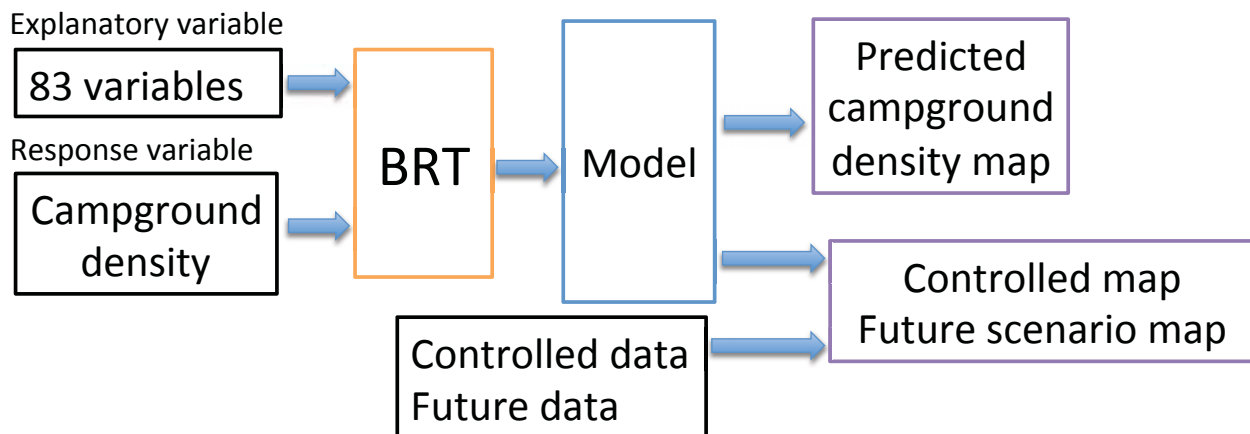 Explanatory variable
83 variables
Response variable
Campground
density
BRT
Model
Predicted
campground
density map
Controlled map
Future scenario map
Controlled data
Future data